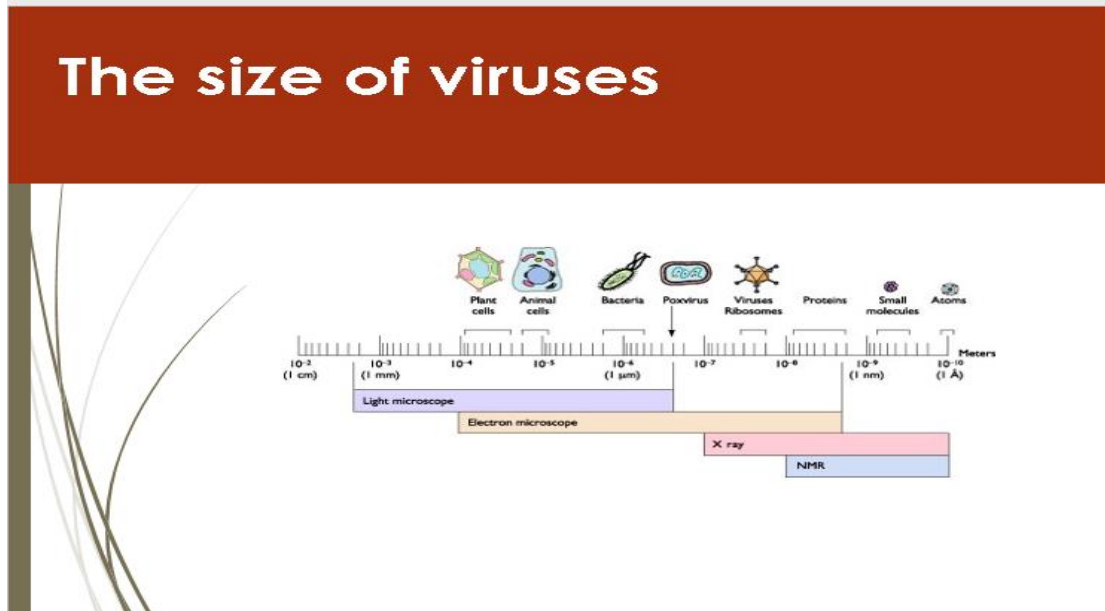 The size of viruses
Plant cells
Animal cells
Bacteria
Poxvirus
Viruses
Ribosomes
Proteins
Small molecules
Atoms
10⁻² (1 cm)
10⁻³ (1 mm)
10⁻⁴
10⁻⁵
10⁻⁶ (1 µm)
10⁻⁷
10⁻⁸
10⁻⁹ (1 nm)
10⁻¹⁰ (1 Å)
Meters
Light microscope
Electron microscope
X ray
NMR